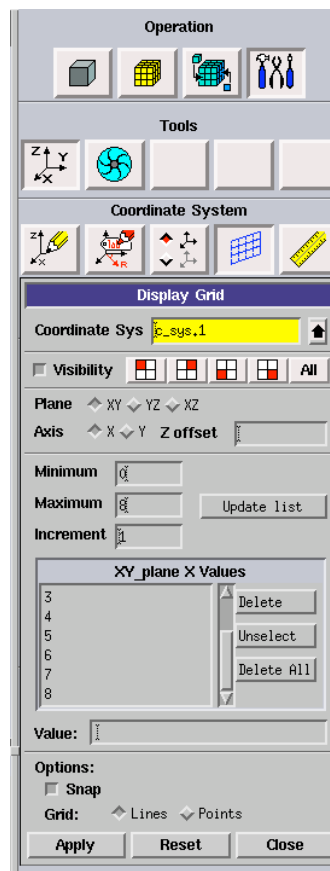 Operation
Tools
Coordinate System
Display Grid
Coordinate Sys c_sys.1
Visibility All
Plane XY YZ XZ
Axis X Y Z offset
Minimum 0
Maximum 8 Update list
Increment 1
XY_plane X Values
3
4
5
6
7
8
Delete
Unselect
Delete All
Value:
Options:
Snap
Grid: Lines Points
Apply Reset Close